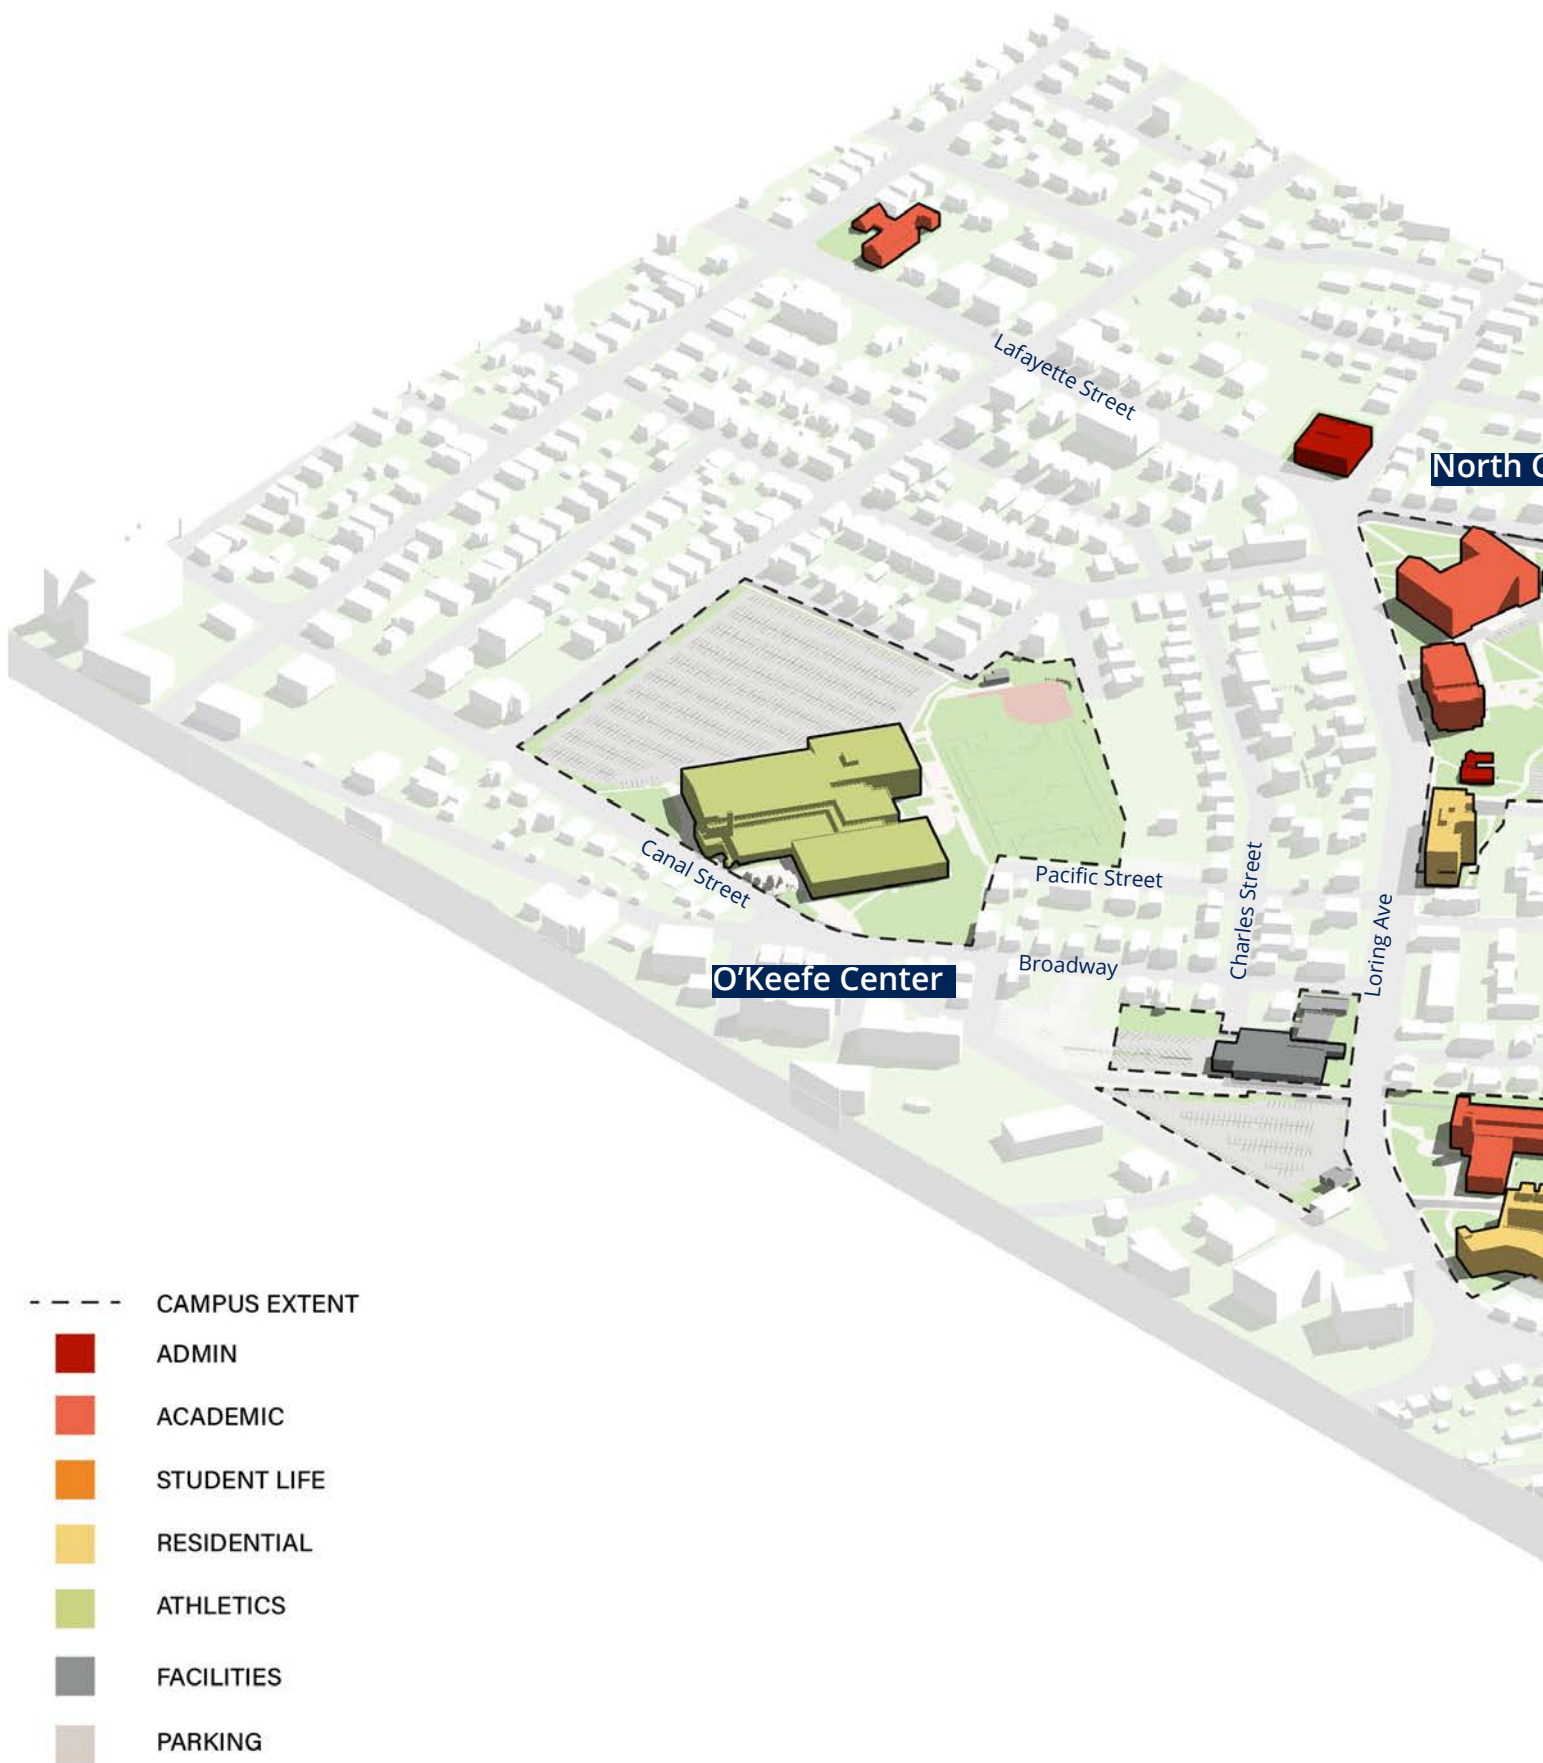 Lafayette Street
North C
Canal Street
Pacific Street
Charles Street
Loring Ave
Broadway
O'Keefe Center
CAMPUS EXTENT
ADMIN
ACADEMIC
STUDENT LIFE
RESIDENTIAL
ATHLETICS
FACILITIES
PARKING